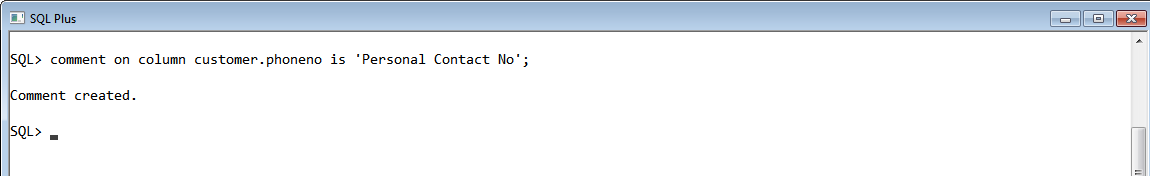 SQL Plus
SQL> comment on column customer.phoneno is 'Personal Contact No';
Comment created.
SQL>